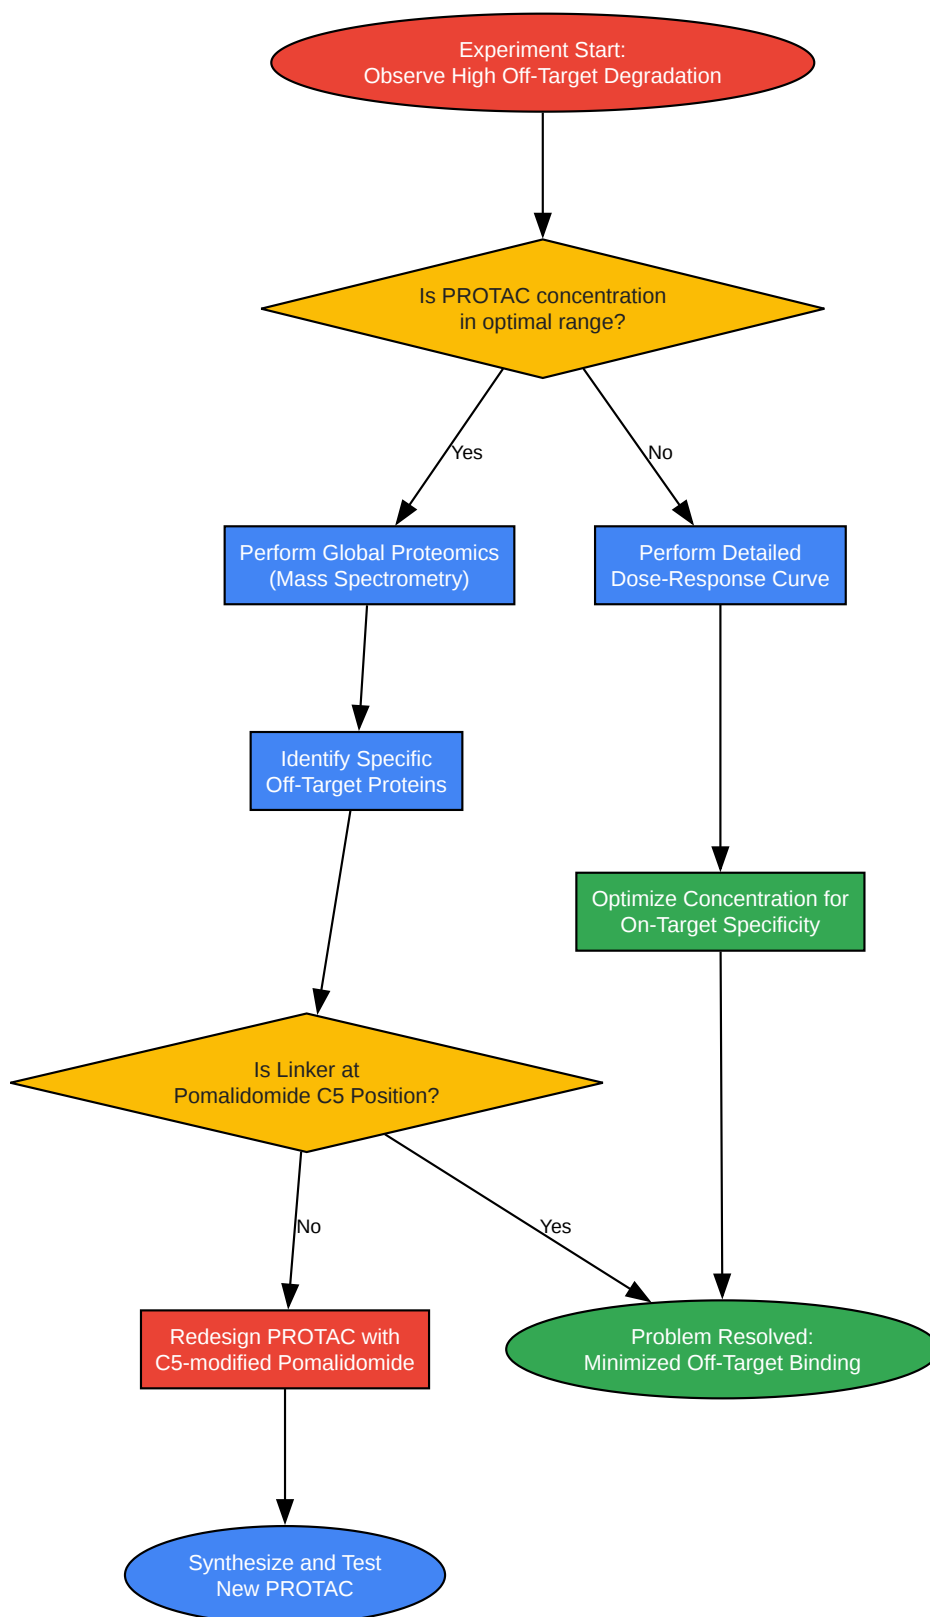 Experiment Start:
Observe High Off-Target Degradation
Is PROTAC concentration
in optimal range?
Yes
No
Perform Global Proteomics
(Mass Spectrometry)
Perform Detailed
Dose-Response Curve
Identify Specific
Off-Target Proteins
Optimize Concentration for
On-Target Specificity
Is Linker at
Pomalidomide C5 Position?
No
Yes
Redesign PROTAC with
C5-modified Pomalidomide
Problem Resolved:
Minimized Off-Target Binding
Synthesize and Test
New PROTAC